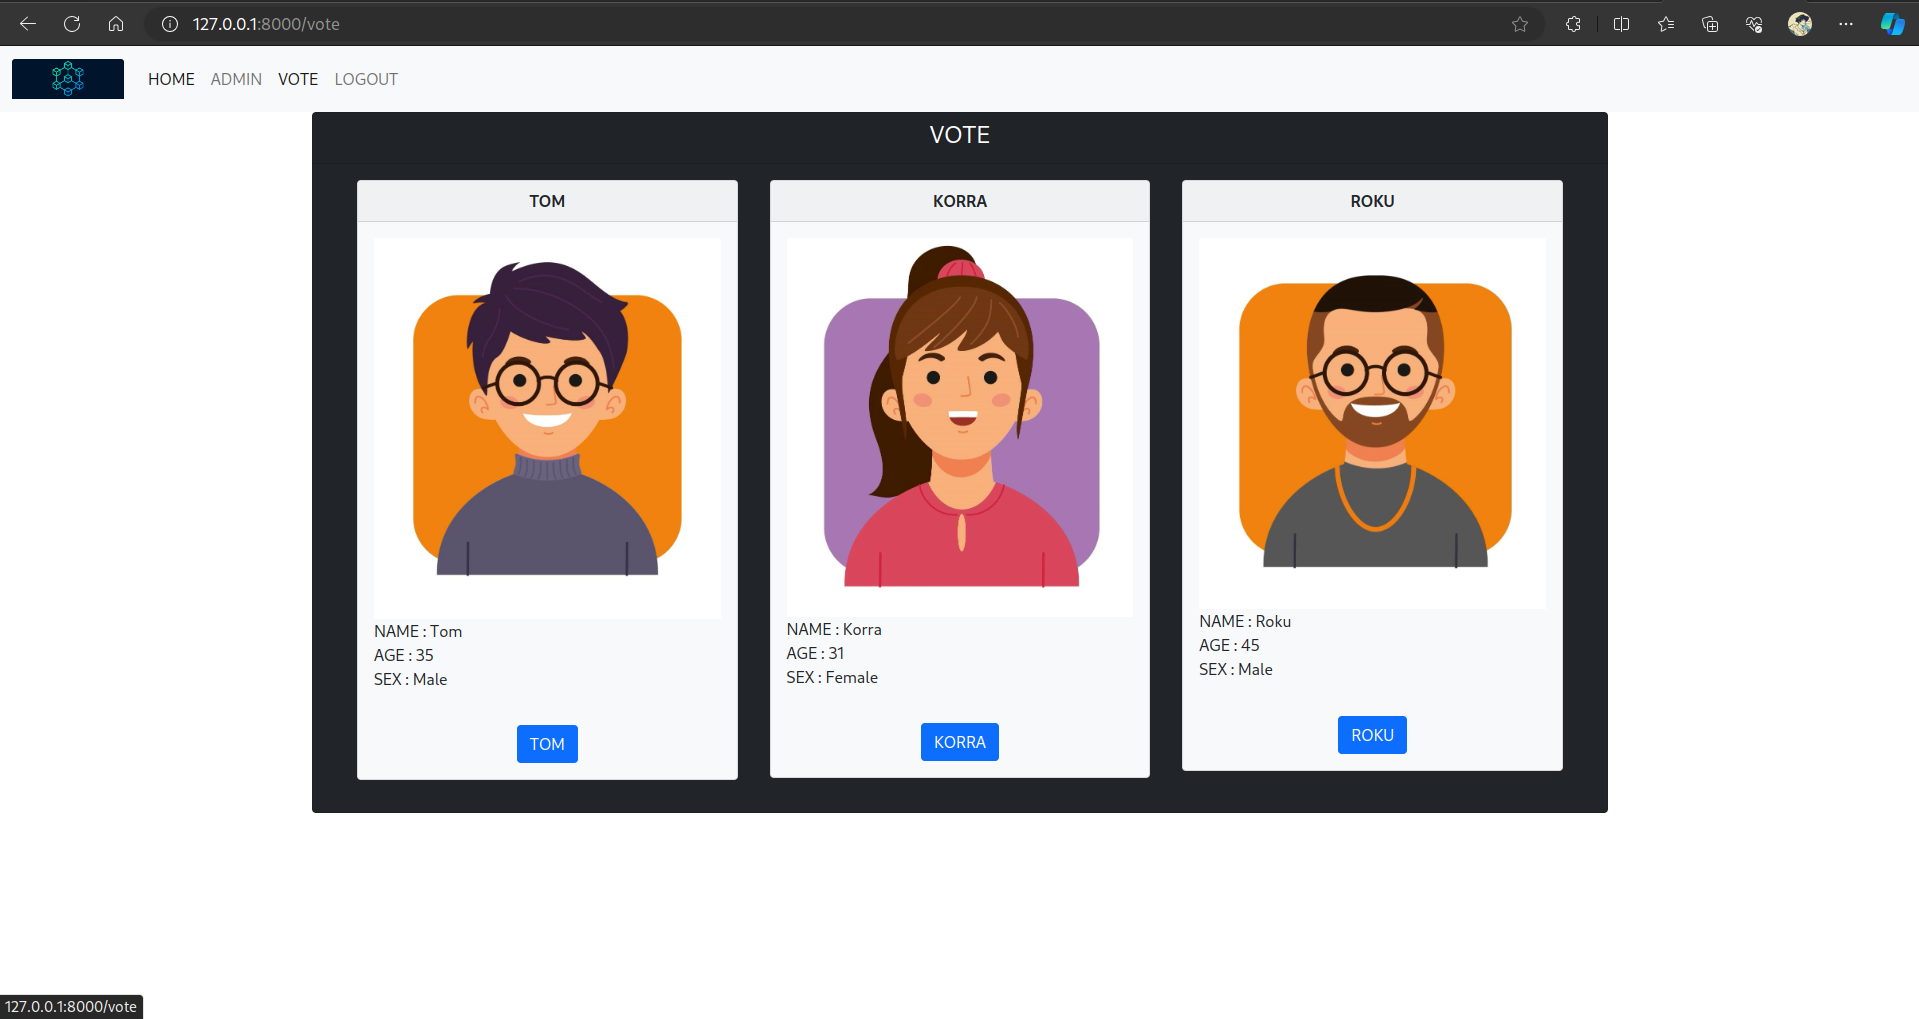 127.0.0.1:8000/vote
HOME ADMIN VOTE LOGOUT
VOTE
TOM
NAME : Tom
AGE : 35
SEX : Male
TOM
KORRA
NAME : Korra
AGE : 31
SEX : Female
KORRA
ROKU
NAME : Roku
AGE : 45
SEX : Male
ROKU
127.0.0.1:8000/vote